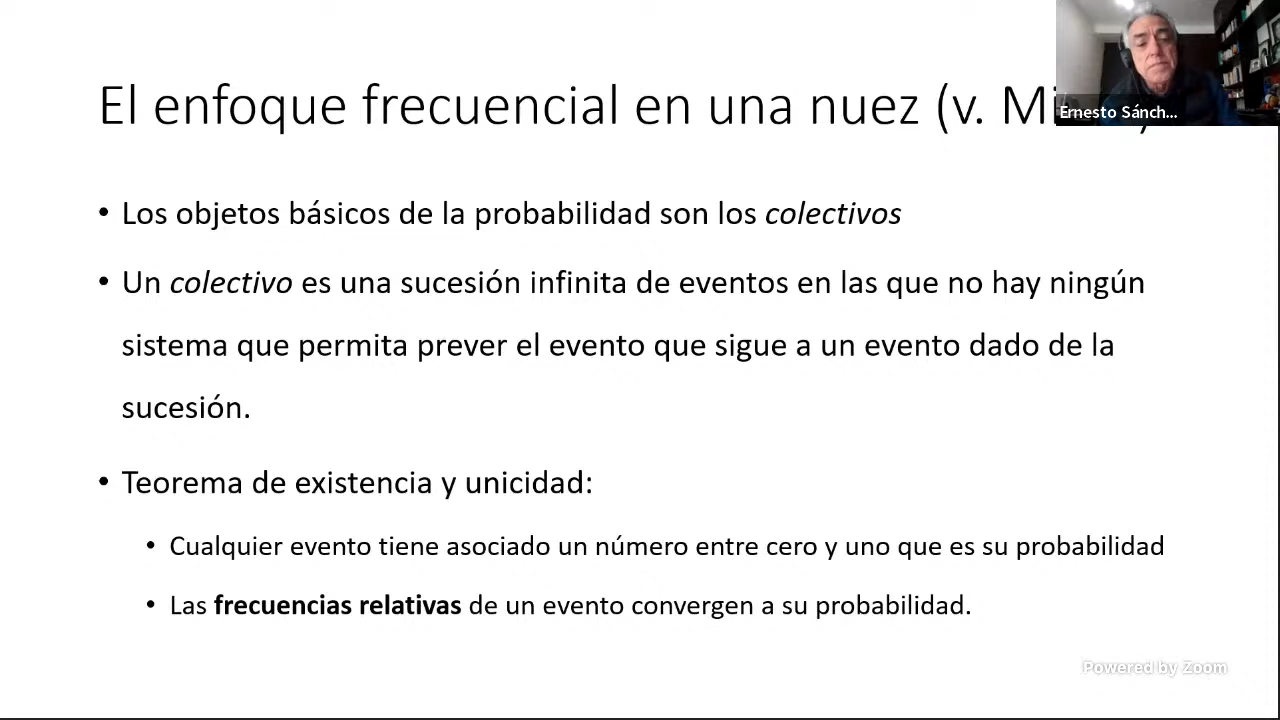 El enfoque frecuencial en una nuez (v. Mi
Ernesto Sánch...
• Los objetos básicos de la probabilidad son los colectivos
• Un colectivo es una sucesión infinita de eventos en las que no hay ningún
sistema que permita prever el evento que sigue a un evento dado de la
sucesión.
• Teorema de existencia y unicidad:
• Cualquier evento tiene asociado un número entre cero y uno que es su probabilidad
• Las frecuencias relativas de un evento convergen a su probabilidad.
Powered by Zoom